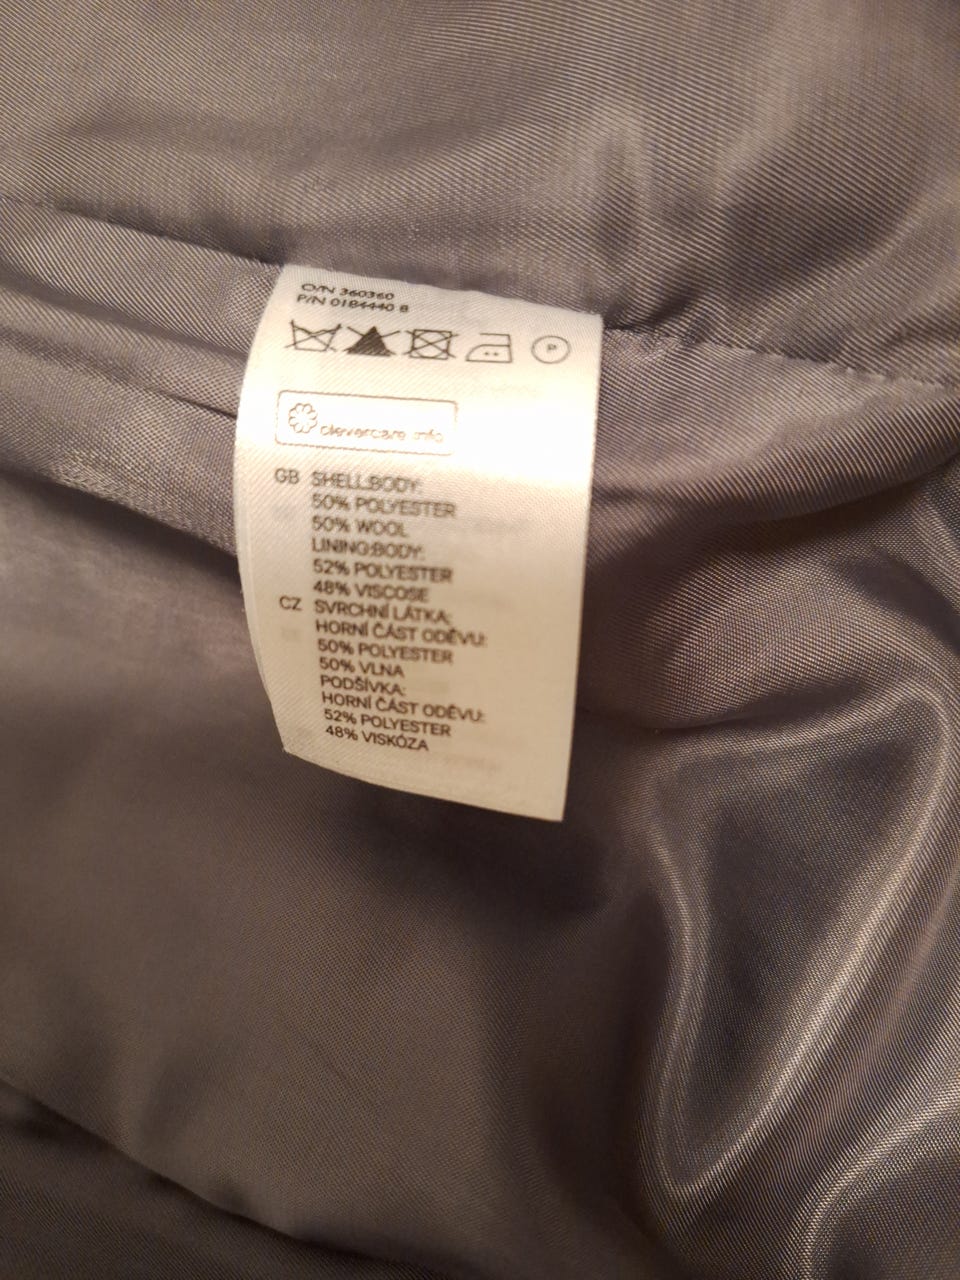 O/N 360360
P/N 0184440 8
P
clevercare.info
GB SHELL:BODY:
50% POLYESTER
50% WOOL
LINING:BODY:
52% POLYESTER
48% VISCOSE
CZ SVRCHNÍ LÁTKA:
HORNÍ ČÁST ODĚVU:
50% POLYESTER
50% VLNA
PODŠÍVKA:
HORNÍ ČÁST ODĚVU:
52% POLYESTER
48% VISKÓZA